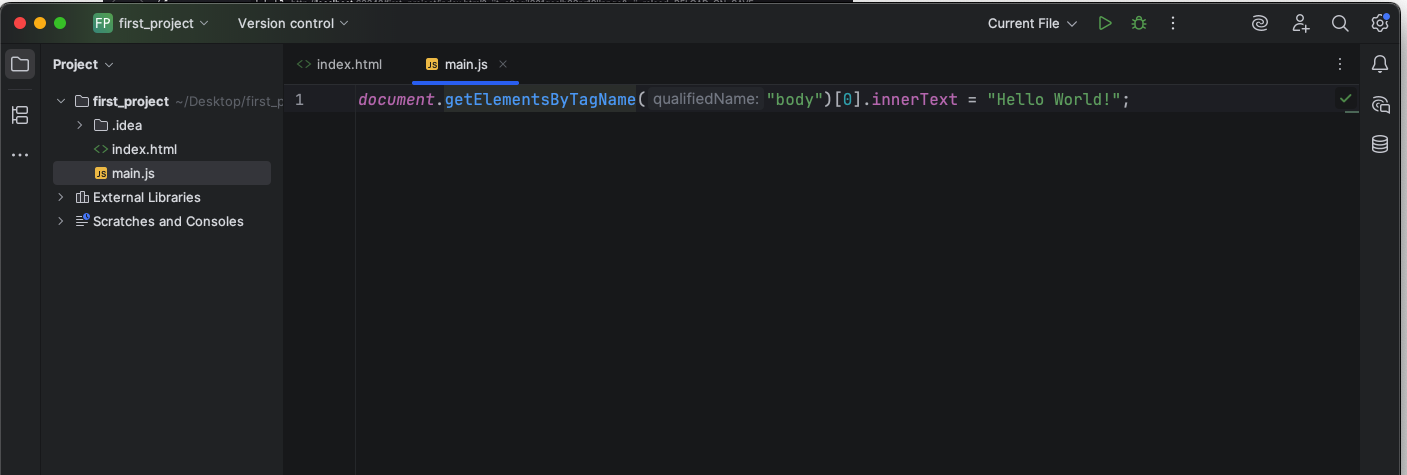 FP first_project
Version control
Current File
Project
index.html
main.js
first_project ~/Desktop/first_p
.idea
index.html
main.js
External Libraries
Scratches and Consoles
1 document.getElementsByTagName( qualifiedName: "body")[0].innerText = "Hello World!";